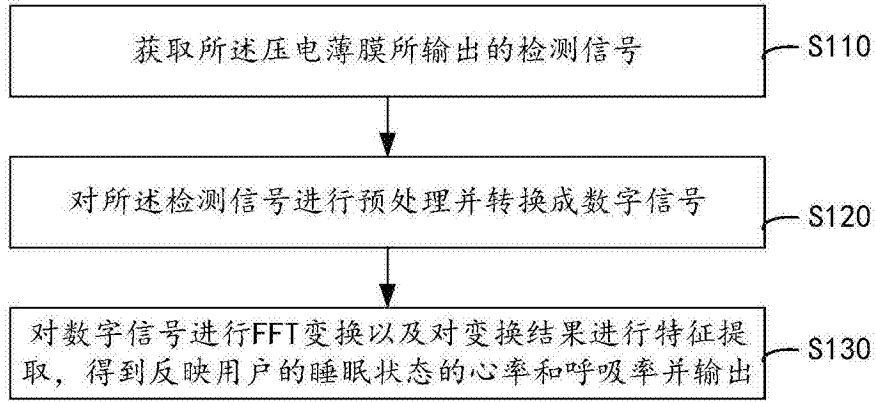 获取所述压电薄膜所输出的检测信号
S110
对所述检测信号进行预处理并转换成数字信号
S120
对数字信号进行FFT变换以及对变换结果进行特征提
取，得到反映用户的睡眠状态的心率和呼吸率并输出
S130